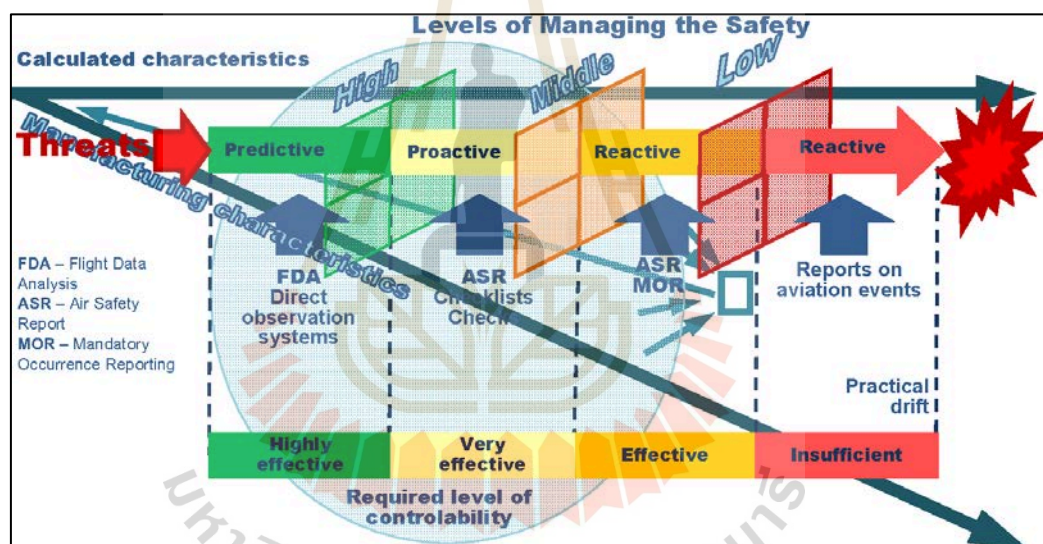 Levels of Managing the Safety
Calculated characteristics
High
Middle
Low
Threats
Manufacturing characteristics
Predictive
Proactive
Reactive
Reactive
FDA – Flight Data
Analysis
ASR – Air Safety
Report
MOR – Mandatory
Occurrence Reporting
FDA
Direct
observation
systems
ASR
Checklists
Check
ASR
MOR
Reports on
aviation events
Practical
drift
Highly
effective
Very
effective
Effective
Insufficient
Required level of
controlability